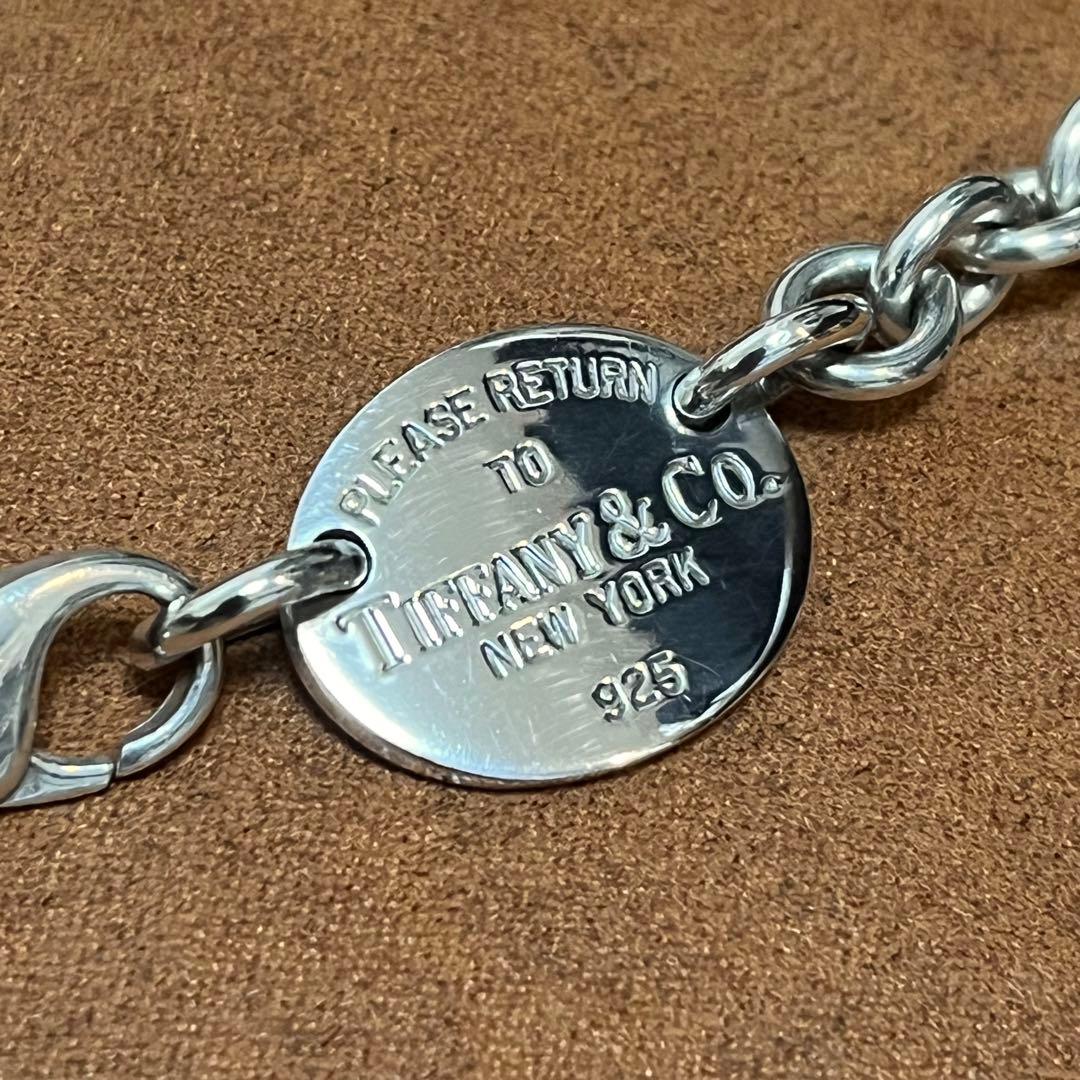 PLEASE RETURN
TO
TIFFANY & CO.
NEW YORK
925